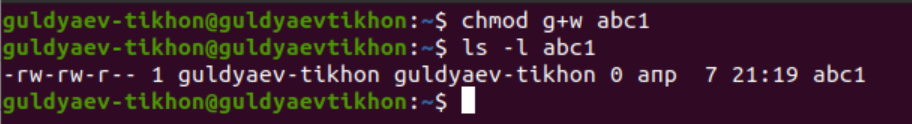 guldyaev-tikhon@guldyaevtikhon:~$ chmod g+w abc1
guldyaev-tikhon@guldyaevtikhon:~$ ls -l abc1
-rw-rw-r-- 1 guldyaev-tikhon guldyaev-tikhon 0 апр  7 21:19 abc1
guldyaev-tikhon@guldyaevtikhon:~$